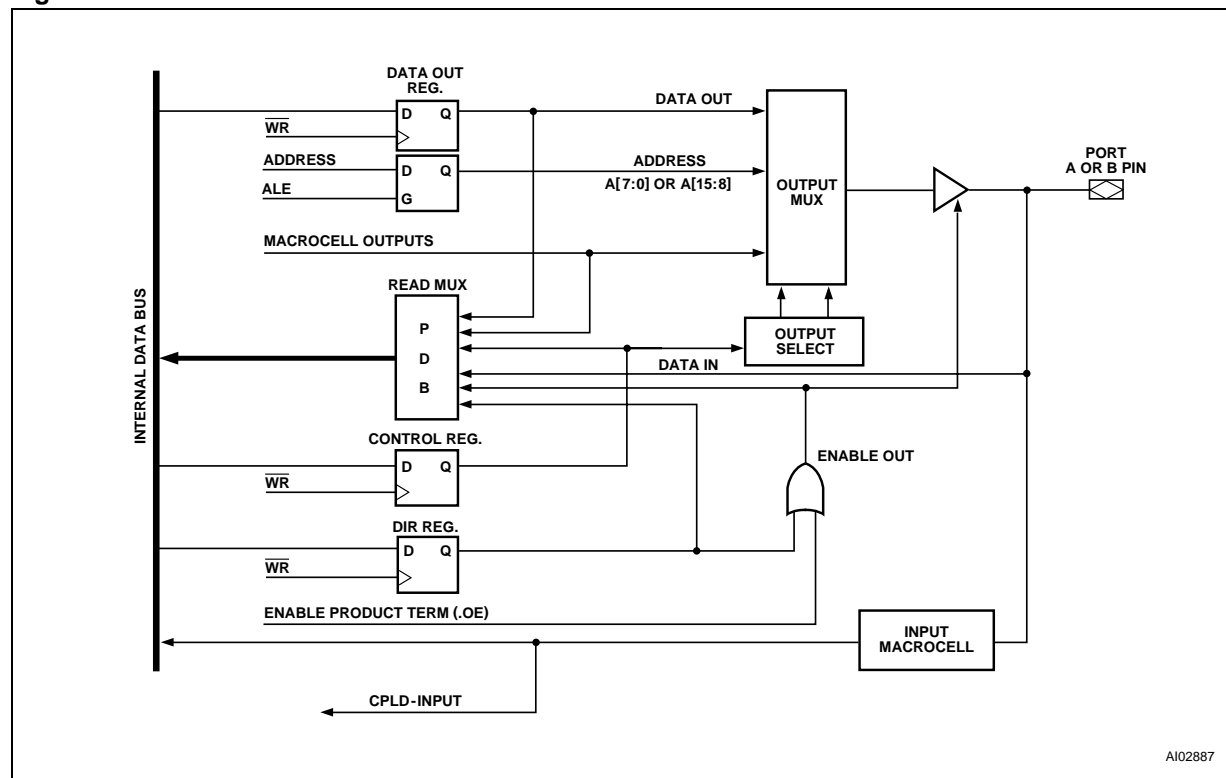 DATA OUT
REG.
D Q
WR
DATA OUT
ADDRESS
ALE
D Q
G
ADDRESS
A[7:0] OR A[15:8]
OUTPUT
MUX
PORT
A OR B PIN
MACROCELL OUTPUTS
READ MUX
P
D
B
OUTPUT
SELECT
DATA IN
INTERNAL DATA BUS
CONTROL REG.
D Q
WR
ENABLE OUT
DIR REG.
D Q
WR
ENABLE PRODUCT TERM (.OE)
INPUT
MACROCELL
CPLD-INPUT
AI02887